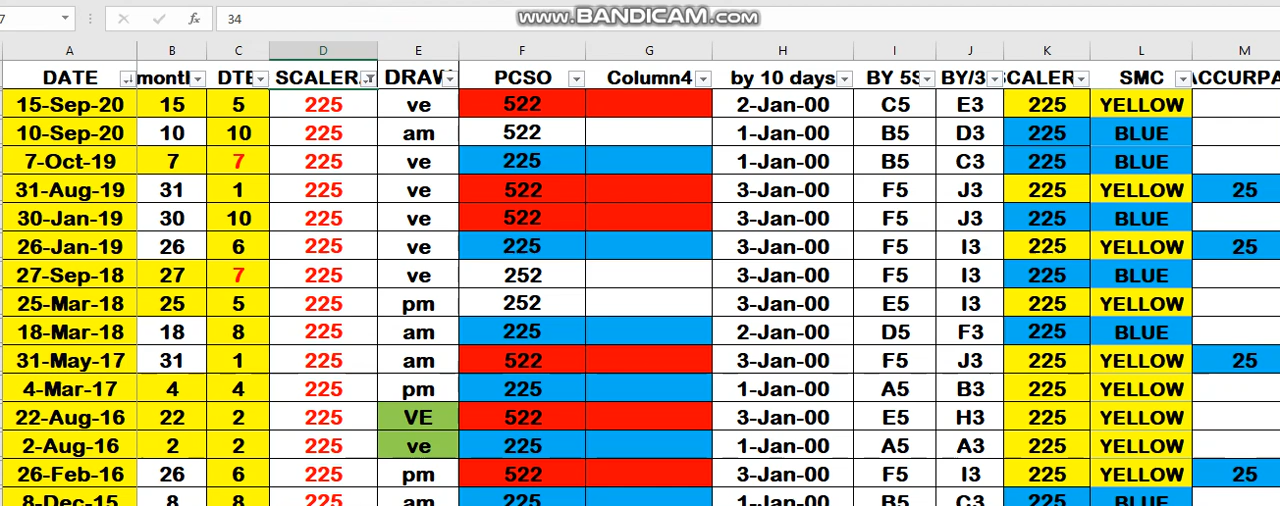 www.BANDICAM.com
7 fx 34
A B C D E F G H I J K L M
DATE month DTE SCALER DRAW PCSO Column4 by 10 days BY 5S BY/3 SCALER SMC ACCURPA
15-Sep-20 15 5 225 ve 522 2-Jan-00 C5 E3 225 YELLOW
10-Sep-20 10 10 225 am 522 1-Jan-00 B5 D3 225 BLUE
7-Oct-19 7 7 225 ve 225 1-Jan-00 B5 C3 225 BLUE
31-Aug-19 31 1 225 ve 522 3-Jan-00 F5 J3 225 YELLOW 25
30-Jan-19 30 10 225 ve 522 3-Jan-00 F5 J3 225 BLUE
26-Jan-19 26 6 225 ve 225 3-Jan-00 F5 I3 225 YELLOW 25
27-Sep-18 27 7 225 ve 252 3-Jan-00 F5 I3 225 BLUE
25-Mar-18 25 5 225 pm 252 3-Jan-00 E5 I3 225 YELLOW
18-Mar-18 18 8 225 am 225 2-Jan-00 D5 F3 225 BLUE
31-May-17 31 1 225 am 522 3-Jan-00 F5 J3 225 YELLOW 25
4-Mar-17 4 4 225 pm 225 1-Jan-00 A5 B3 225 YELLOW
22-Aug-16 22 2 225 VE 522 3-Jan-00 E5 H3 225 YELLOW
2-Aug-16 2 2 225 ve 225 1-Jan-00 A5 A3 225 YELLOW
26-Feb-16 26 6 225 pm 522 3-Jan-00 F5 I3 225 YELLOW 25
8-Dec-15 8 8 225 am 225 1-Jan-00 B5 C3 225 BLUE